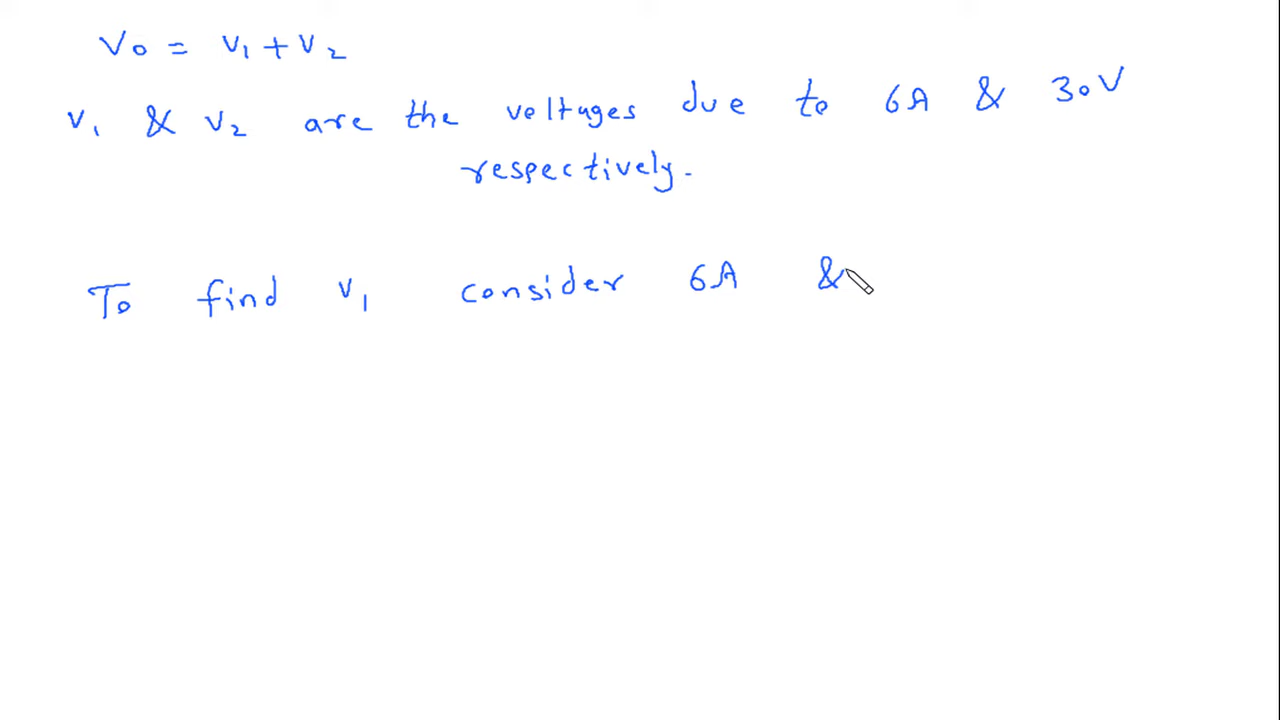 Vo = V1 + V2
V1 & V2 are the voltages due to 6A & 30V
respectively.
To find V1 consider 6A &